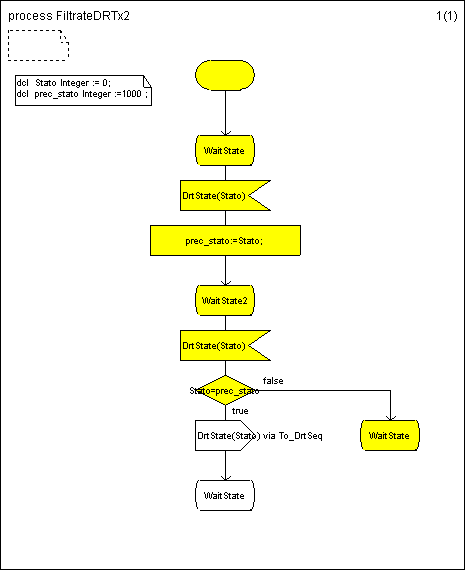 process FiltrateDRTx2
1(1)
dcl Stato Integer := 0;
dcl prec_stato Integer :=1000 ;
WaitState
DrtState(Stato)
prec_stato:=Stato;
WaitState2
DrtState(Stato)
Stato=prec_stato
false
true
DrtState(Stato) via To_DrtSeq
WaitState
WaitState